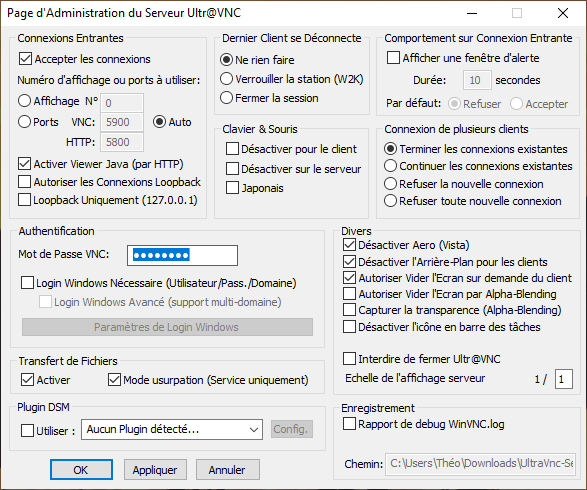 Page d'Administration du Serveur Ultr@VNC
Connexions Entrantes
Accepter les connexions
Numéro d'affichage ou ports à utiliser:
Affichage N° 0
Ports VNC: 5900 Auto
HTTP: 5800
Activer Viewer Java (par HTTP)
Autoriser les Connexions Loopback
Loopback Uniquement (127.0.0.1)
Dernier Client se Déconnecte
Ne rien faire
Verrouiller la station (W2K)
Fermer la session
Clavier & Souris
Désactiver pour le client
Désactiver sur le serveur
Japonais
Comportement sur Connexion Entrante
Afficher une fenêtre d'alerte
Durée: 10 secondes
Par défaut: Refuser Accepter
Connexion de plusieurs clients
Terminer les connexions existantes
Continuer les connexions existantes
Refuser la nouvelle connexion
Refuser toute nouvelle connexion
Authentification
Mot de Passe VNC:
Login Windows Nécessaire (Utilisateur/Pass./Domaine)
Login Windows Avancé (support multi-domaine)
Paramètres de Login Windows
Transfert de Fichiers
Activer Mode usurpation (Service uniquement)
Plugin DSM
Utiliser : Aucun Plugin détecté... Config.
Divers
Désactiver Aero (Vista)
Désactiver l'Arrière-Plan pour les clients
Autoriser Vider l'Ecran sur demande du client
Autoriser Vider l'Ecran par Alpha-Blending
Capturer la transparence (Alpha-Blending)
Désactiver l'icône en barre des tâches
Interdire de fermer Ultr@VNC
Echelle de l'affichage serveur 1 / 1
Enregistrement
Rapport de debug WinVNC.log
Chemin: C:\Users\Théo\Downloads\UltraVnc-Se
OK Appliquer Annuler